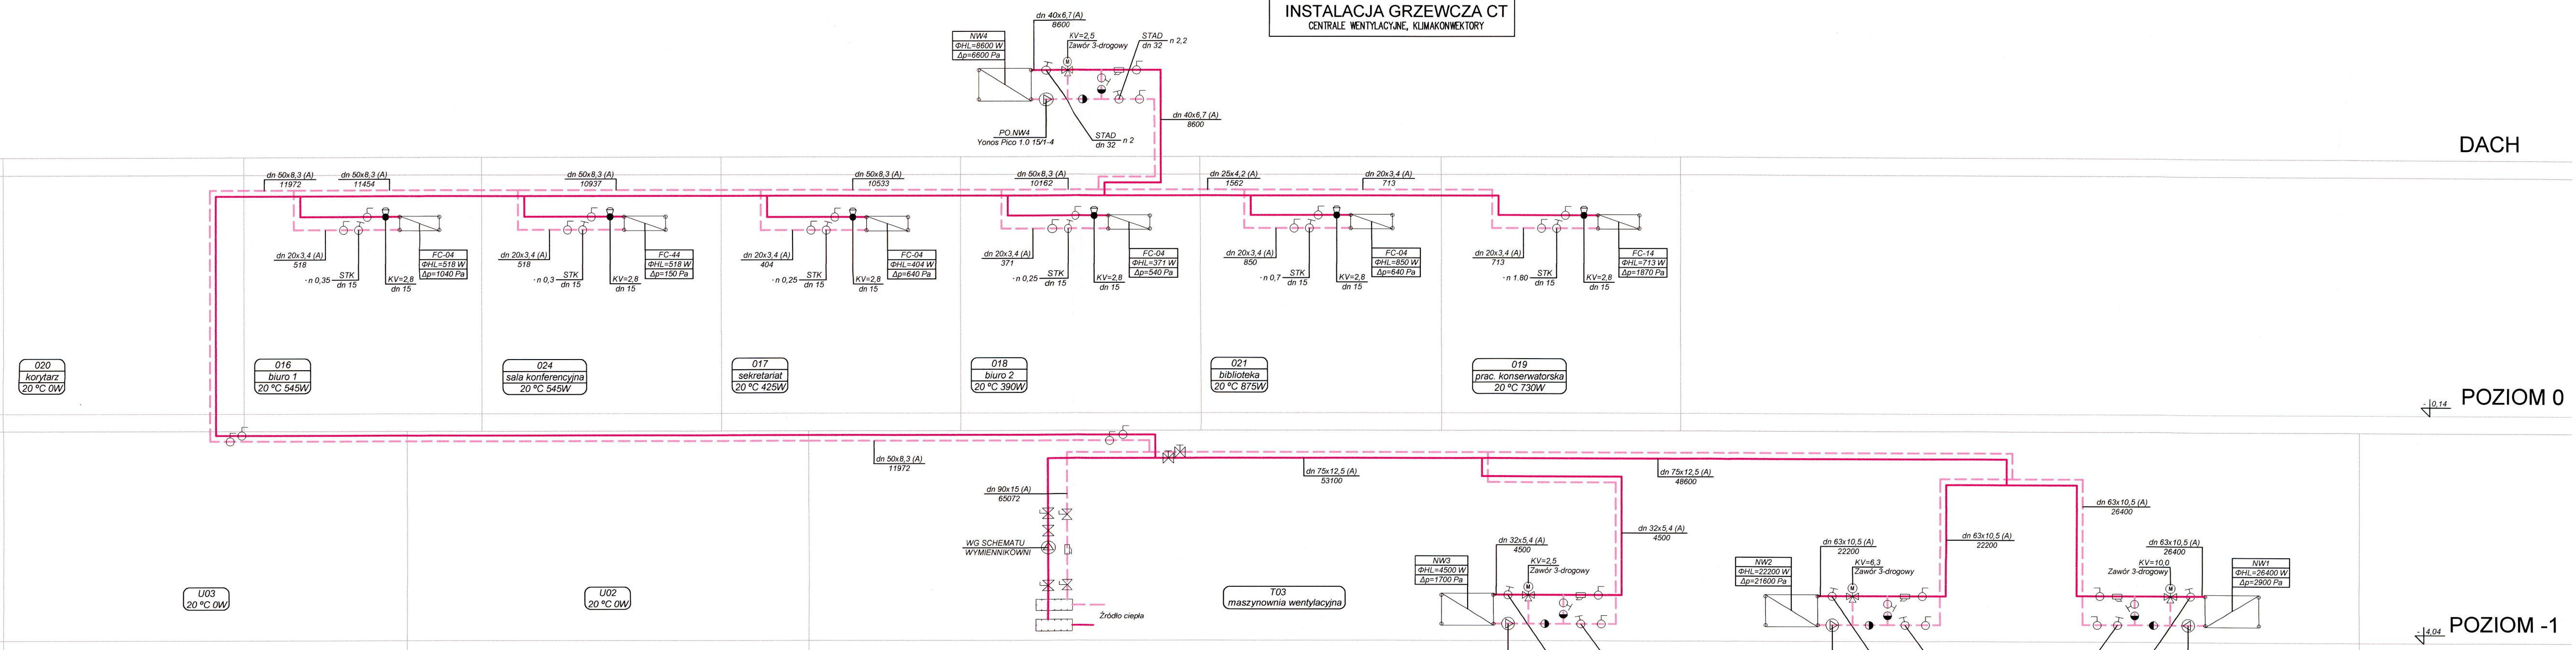 INSTALACJA GRZEWCZA CT
CENTRALE WENTYLACYJNE, KLIMAKONWEKTORY
dn 40x6,7 (A)
8600
NW4
ΦHL=8600 W
Δp=6600 Pa
KV=2,5
Zawór 3-drogowy
STAD
dn 32
n 2,2
M
dn 40x6,7 (A)
8600
PO.NW4
Yonos Pico 1.0 15/1-4
STAD
dn 32
n 2
DACH
dn 50x8,3 (A)
11972
dn 50x8,3 (A)
11454
dn 50x8,3 (A)
10937
dn 50x8,3 (A)
10533
dn 50x8,3 (A)
10162
dn 25x4,2 (A)
1562
dn 20x3,4 (A)
713
dn 20x3,4 (A)
518
- n 0,35
STK
dn 15
KV=2,8
dn 15
FC-04
ΦHL=518 W
Δp=1040 Pa
dn 20x3,4 (A)
518
- n 0,3
STK
dn 15
KV=2,8
dn 15
FC-44
ΦHL=518 W
Δp=150 Pa
dn 20x3,4 (A)
404
- n 0,25
STK
dn 15
KV=2,8
dn 15
FC-04
ΦHL=404 W
Δp=640 Pa
dn 20x3,4 (A)
371
- n 0,25
STK
dn 15
KV=2,8
dn 15
FC-04
ΦHL=371 W
Δp=540 Pa
dn 20x3,4 (A)
850
- n 0,7
STK
dn 15
KV=2,8
dn 15
FC-04
ΦHL=850 W
Δp=640 Pa
dn 20x3,4 (A)
713
- n 1.80
STK
dn 15
KV=2,8
dn 15
FC-14
ΦHL=713 W
Δp=1870 Pa
020
korytarz
20 ºC 0W
016
biuro 1
20 ºC 545W
024
sala konferencyjna
20 ºC 545W
017
sekretariat
20 ºC 425W
018
biuro 2
20 ºC 390W
021
biblioteka
20 ºC 875W
019
prac. konserwatorska
20 ºC 730W
- 0,14
POZIOM 0
dn 50x8,3 (A)
11972
dn 75x12,5 (A)
53100
dn 75x12,5 (A)
48600
dn 90x15 (A)
65072
dn 63x10,5 (A)
26400
WG SCHEMATU
WYMIENNIKOWNI
dn 32x5,4 (A)
4500
dn 63x10,5 (A)
22200
NW3
ΦHL=4500 W
Δp=1700 Pa
dn 32x5,4 (A)
4500
KV=2,5
Zawór 3-drogowy
M
NW2
ΦHL=22200 W
Δp=21600 Pa
dn 63x10,5 (A)
22200
KV=6,3
Zawór 3-drogowy
M
dn 63x10,5 (A)
26400
KV=10,0
Zawór 3-drogowy
M
NW1
ΦHL=26400 W
Δp=2900 Pa
U03
20 ºC 0W
U02
20 ºC 0W
T03
maszynownia wentylacyjna
Źródło ciepła
- 4,04
POZIOM -1